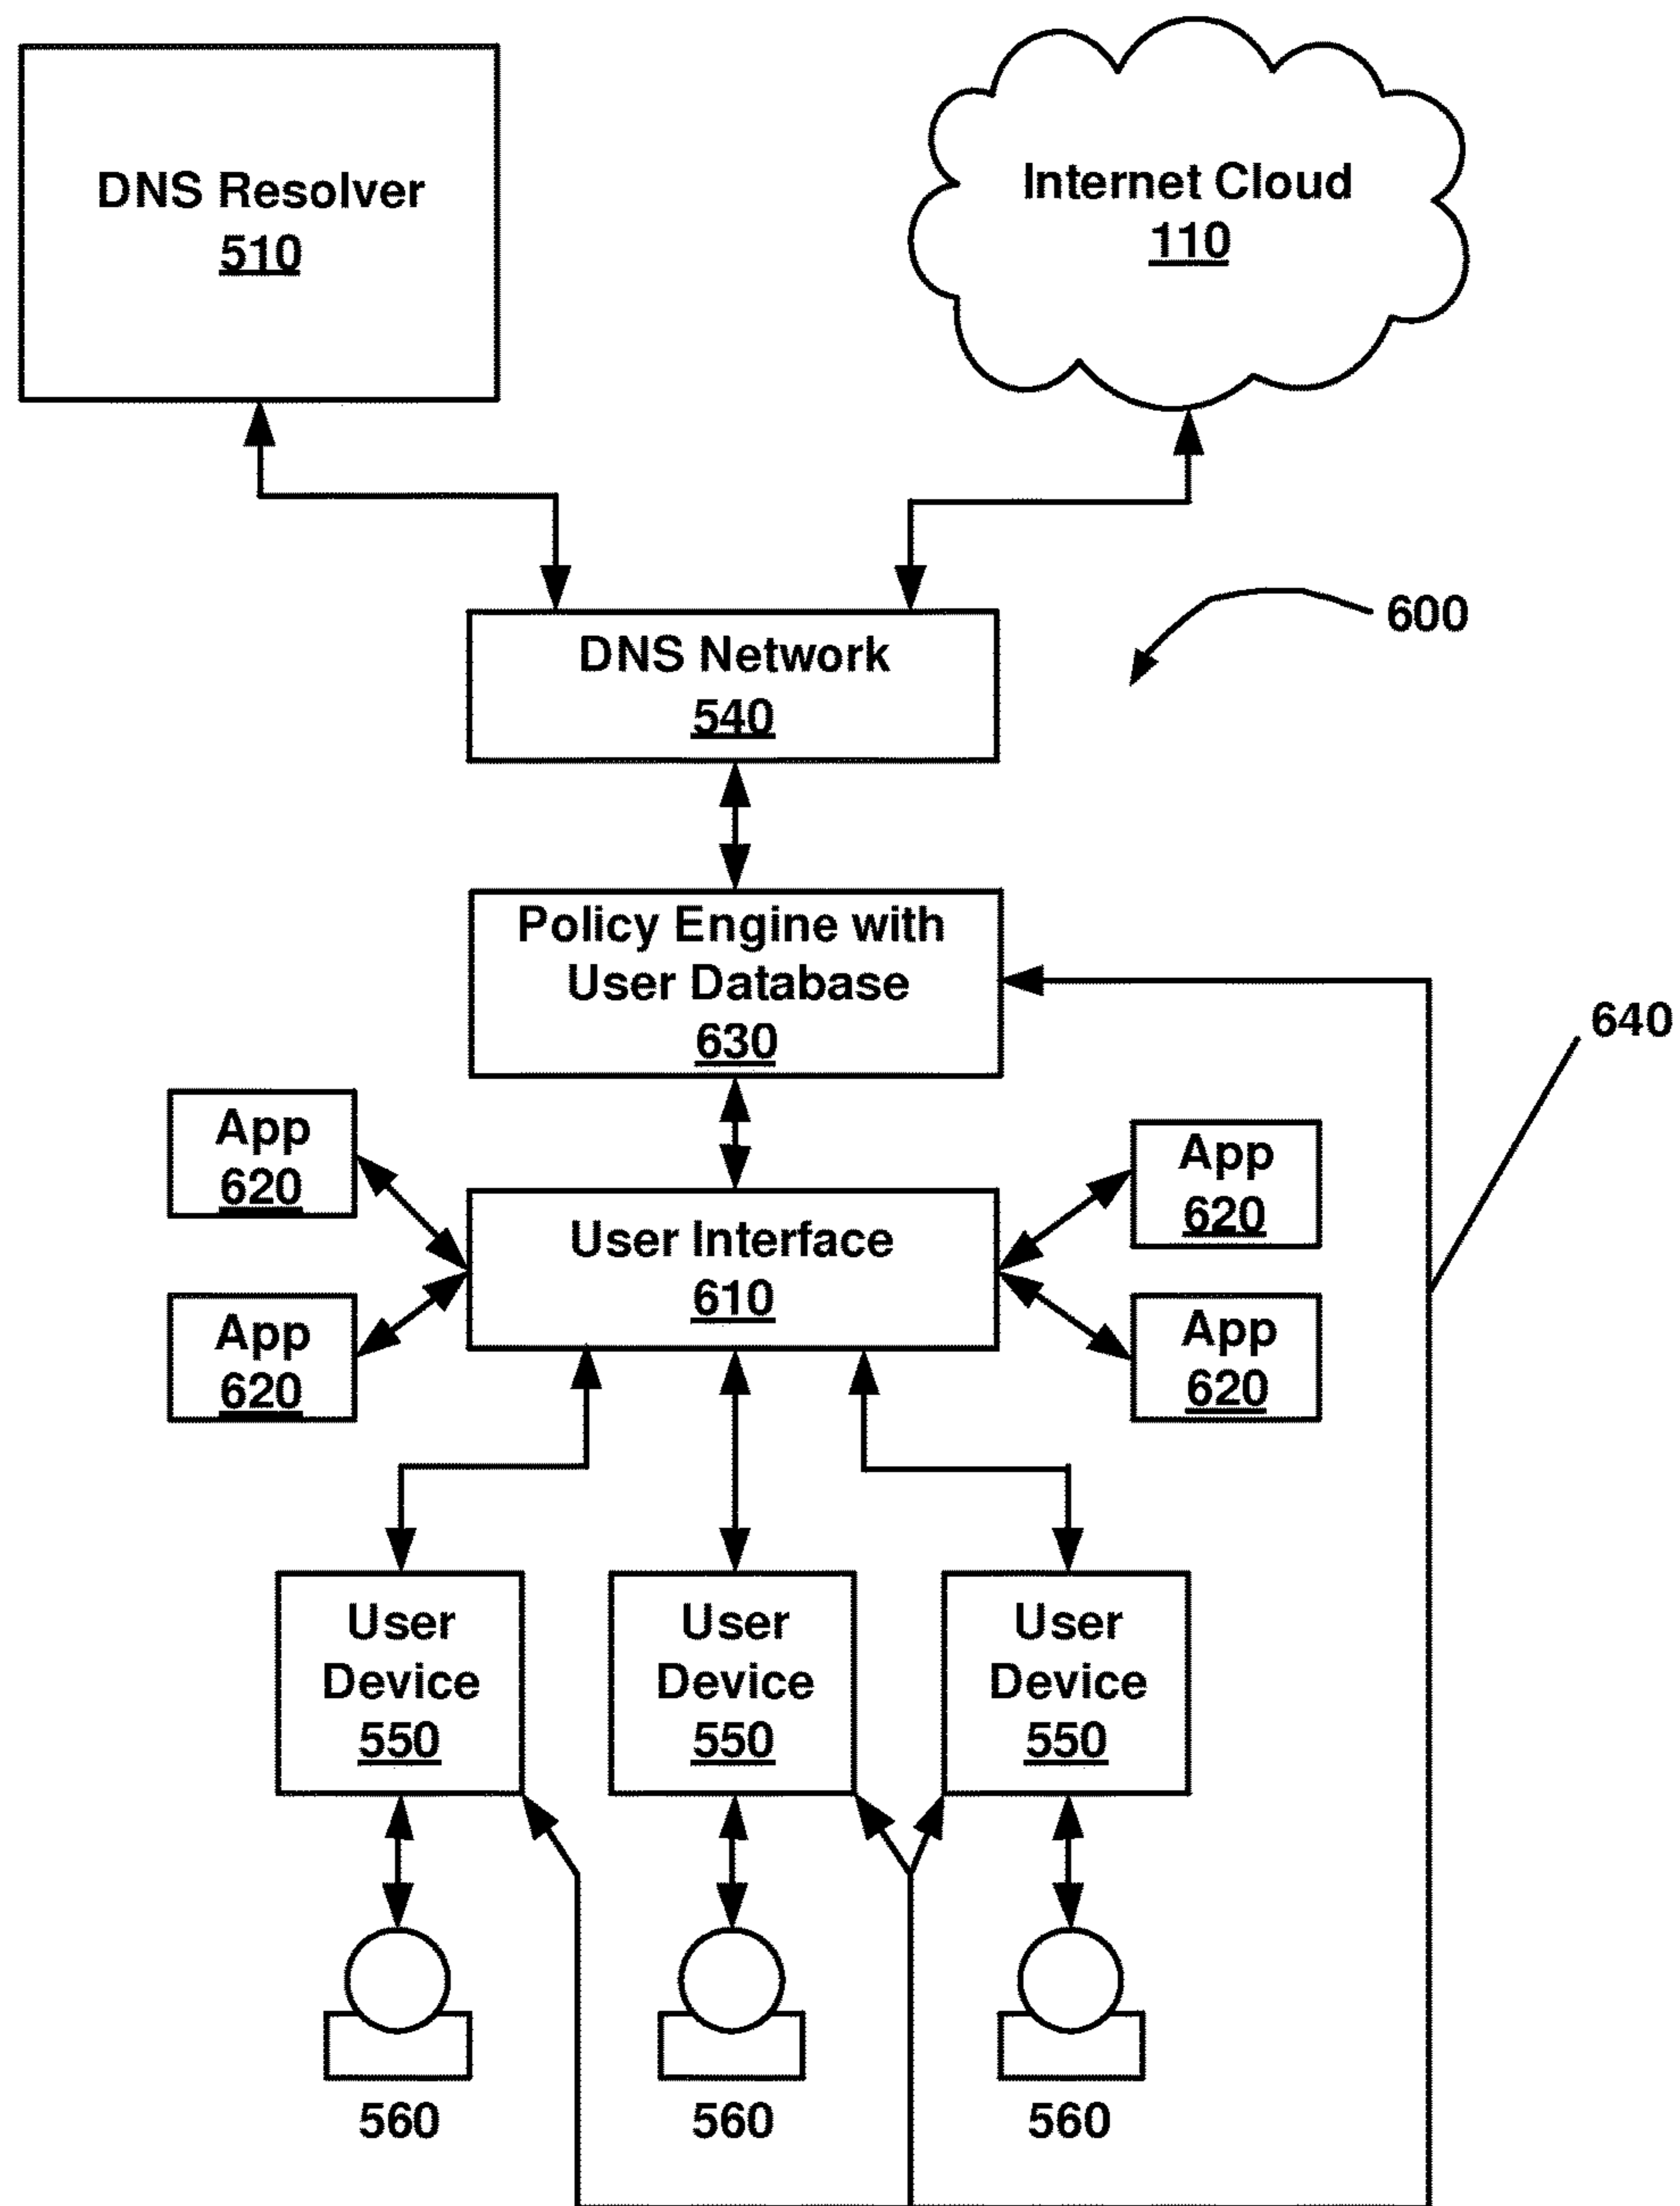 DNS Resolver
510
Internet Cloud
110
600
DNS Network
540
Policy Engine with
User Database
630
640
App
620
App
620
User Interface
610
App
620
App
620
User
Device
550
User
Device
550
User
Device
550
560
560
560